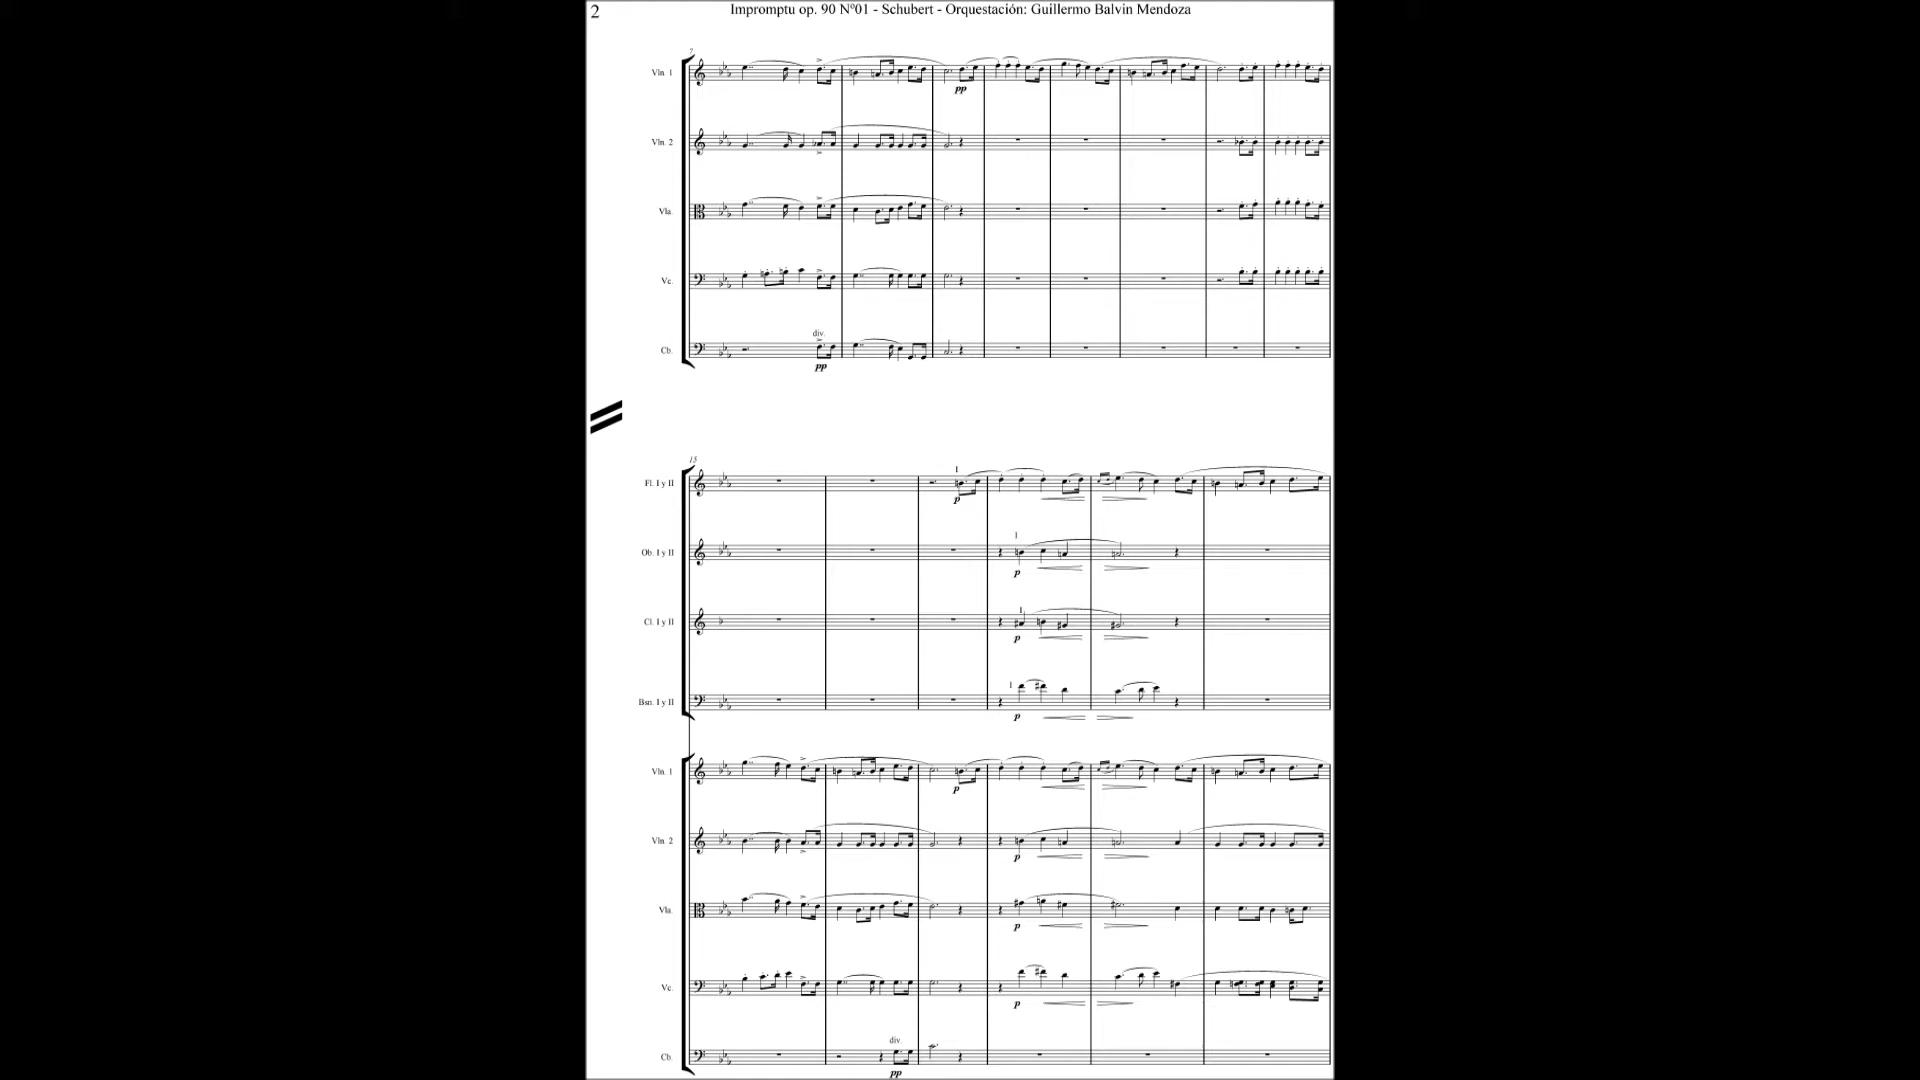 2
Impromptu op. 90 Nº01 - Schubert - Orquestación: Guillermo Balvin Mendoza
7
Vln. 1
pp
Vln. 2
Vla.
Vc.
div.
Cb.
pp
15
1
Fl. I y II
p
1
Ob. I y II
p
1
Cl. I y II
p
1
Bsn. I y II
p
Vln. 1
p
Vln. 2
p
Vla.
p
Vc.
p
div.
Cb.
pp